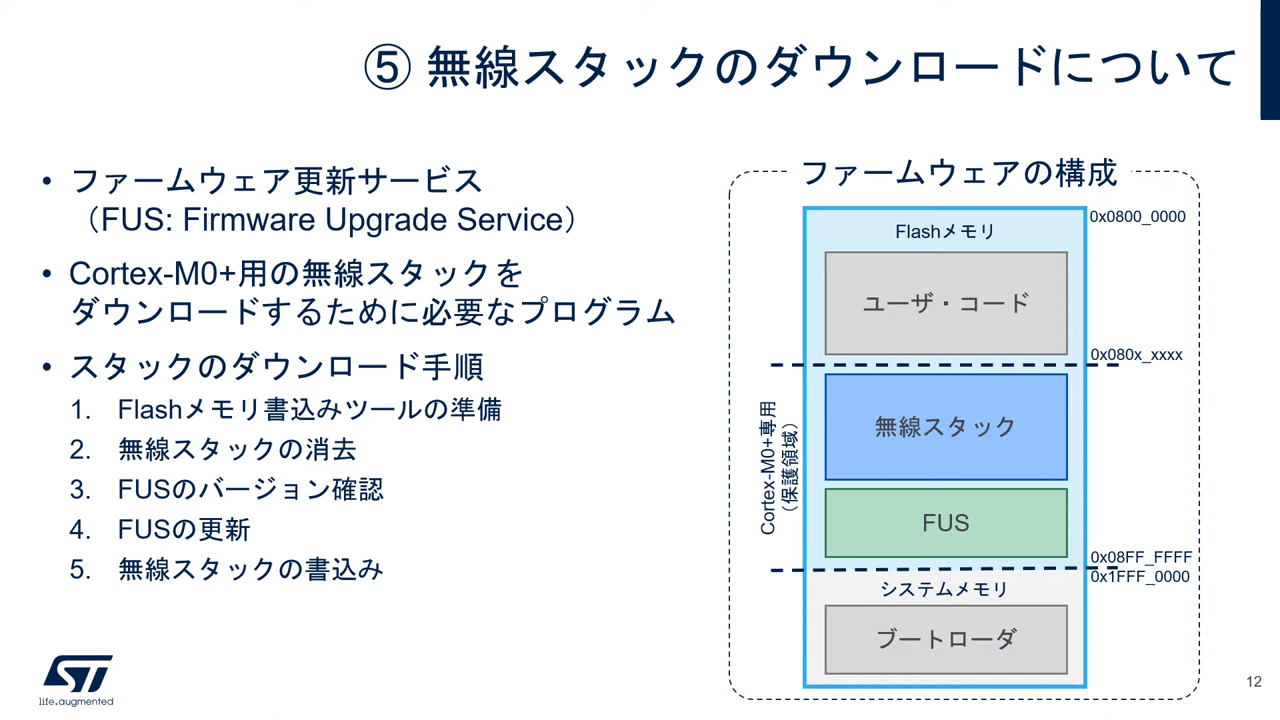 ⑤ 無線スタックのダウンロードについて
• ファームウェア更新サービス
（FUS: Firmware Upgrade Service）
• Cortex-M0+用の無線スタックを
ダウンロードするために必要なプログラム
• スタックのダウンロード手順
1. Flashメモリ書込みツールの準備
2. 無線スタックの消去
3. FUSのバージョン確認
4. FUSの更新
5. 無線スタックの書込み
ファームウェアの構成
Flashメモリ
0x0800_0000
ユーザ・コード
0x080x_xxxx
Cortex-M0+専用
（保護領域）
無線スタック
FUS
0x08FF_FFFF
0x1FFF_0000
システムメモリ
ブートローダ
ST
life.augmented
12